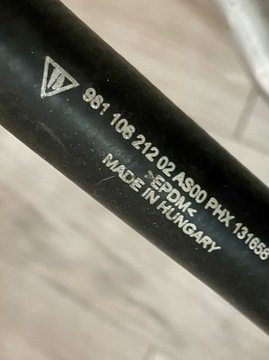 981 106 212 02 AS00 PHX 131658
>EPDM<
MADE IN HUNGARY